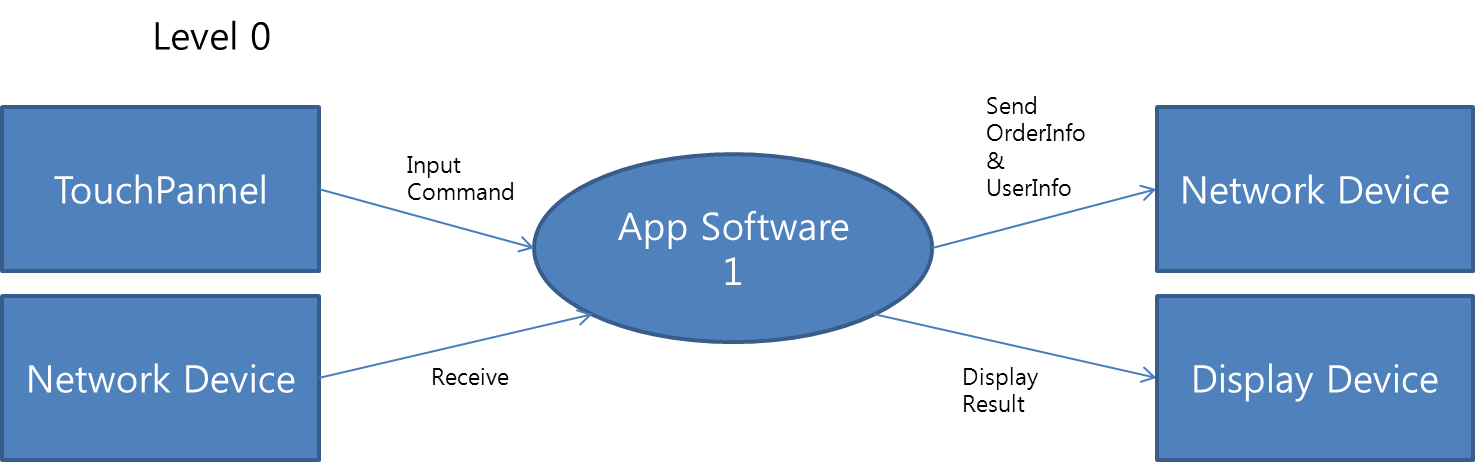 Level 0
TouchPannel
Input
Command
Send
OrderInfo
&
UserInfo
Network Device
App Software
1
Network Device
Receive
Display
Result
Display Device